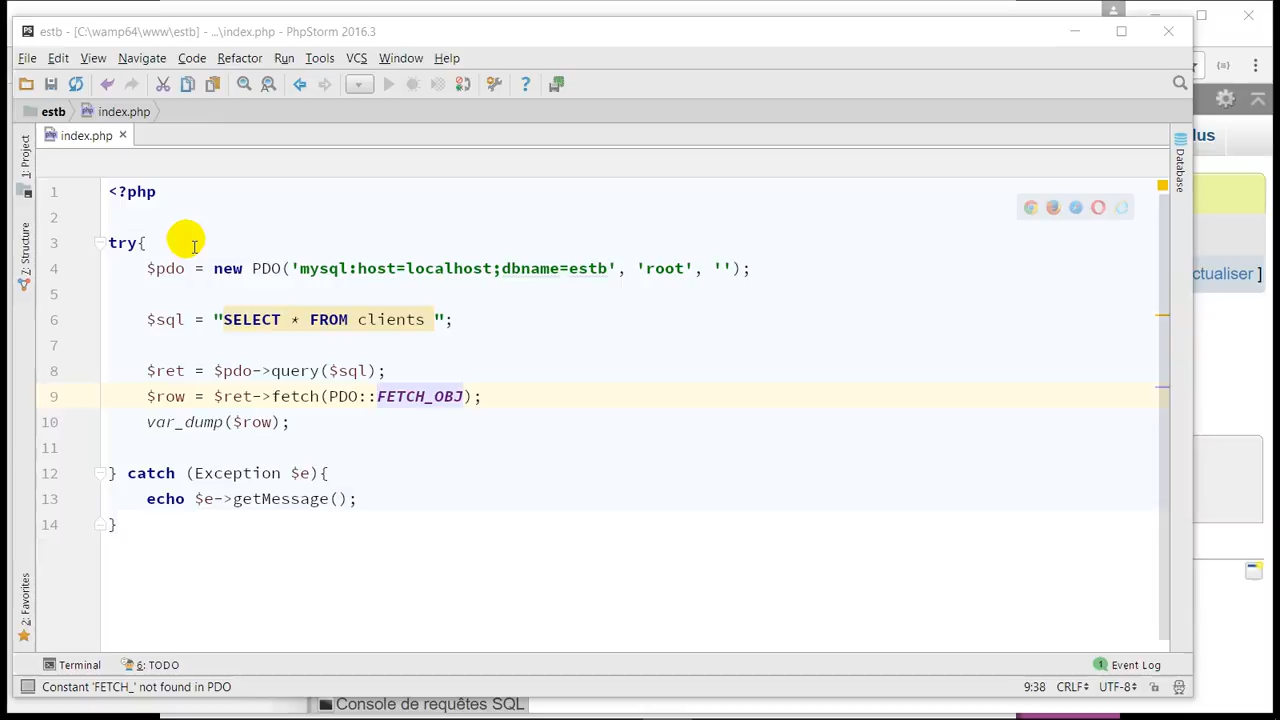 estb - [C:\wamp64\www\estb] - ...\index.php - PhpStorm 2016.3
File Edit View Navigate Code Refactor Run Tools VCS Window Help
estb index.php
index.php
1: Project
Z: Structure
2: Favorites
Database
lus
ctualiser ]
1 <?php
2
3 try{
4 $pdo = new PDO('mysql:host=localhost;dbname=estb', 'root', '');
5
6 $sql = "SELECT * FROM clients ";
7
8 $ret = $pdo->query($sql);
9 $row = $ret->fetch(PDO::FETCH_OBJ);
10 var_dump($row);
11
12 } catch (Exception $e){
13 echo $e->getMessage();
14 }
Terminal 6: TODO 1 Event Log
Constant 'FETCH_' not found in PDO 9:38 CRLF UTF-8
Console de requêtes SQL